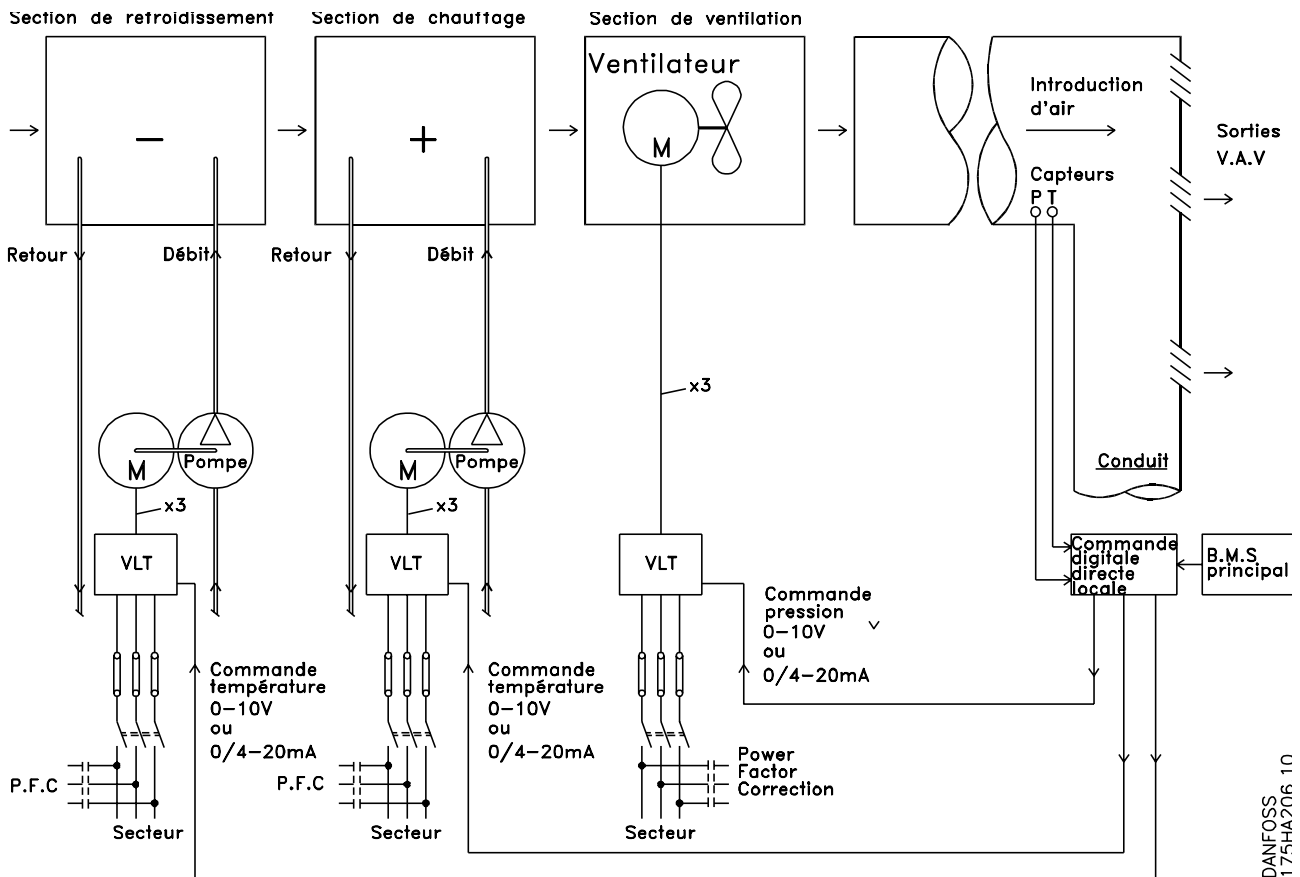 Section de refroidissement
Section de chauffage
Section de ventilation
Ventilateur
M
Introduction
d'air
Sorties
V.A.V
Capteurs
P T
Retour
Débit
Retour
Débit
x3
M
Pompe
M
Pompe
Conduit
x3
x3
VLT
VLT
VLT
Commande
digitale
directe
locale
B.M.S
principal
Commande
pression
0-10V
ou
0/4-20mA
Commande
température
0-10V
ou
0/4-20mA
Commande
température
0-10V
ou
0/4-20mA
P.F.C
P.F.C
Power
Factor
Correction
Secteur
Secteur
Secteur
DANFOSS
175HA206.10